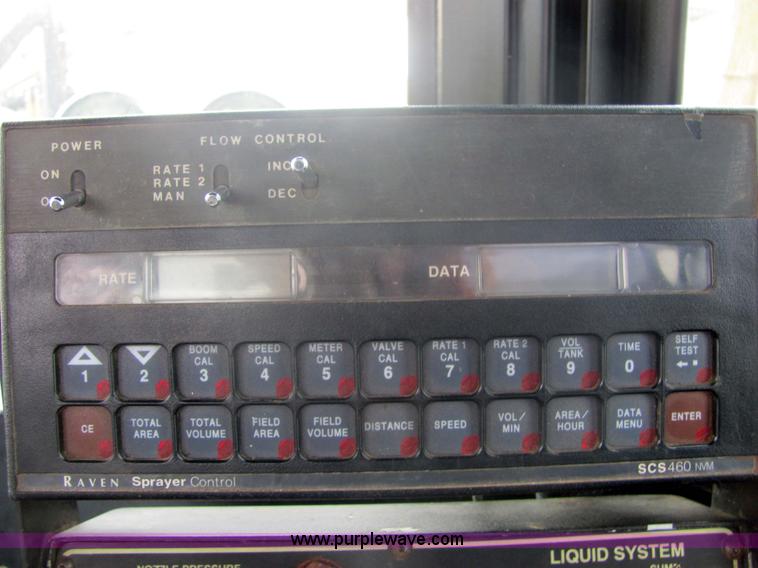 POWER FLOW CONTROL
ON RATE 1 INC
RATE 2
MAN DEC
RATE DATA
1 2 BOOM CAL 3 SPEED CAL 4 METER CAL 5 VALVE CAL 6 RATE 1 CAL 7 RATE 2 CAL 8 VOL TANK 9 TIME 0 SELF TEST
CE TOTAL AREA TOTAL VOLUME FIELD AREA FIELD VOLUME DISTANCE SPEED VOL/ MIN AREA/ HOUR DATA MENU ENTER
RAVEN Sprayer Control SCS460 NVM
www.purplewave.com
LIQUID SYSTEM
NOZZLE PRESSURE